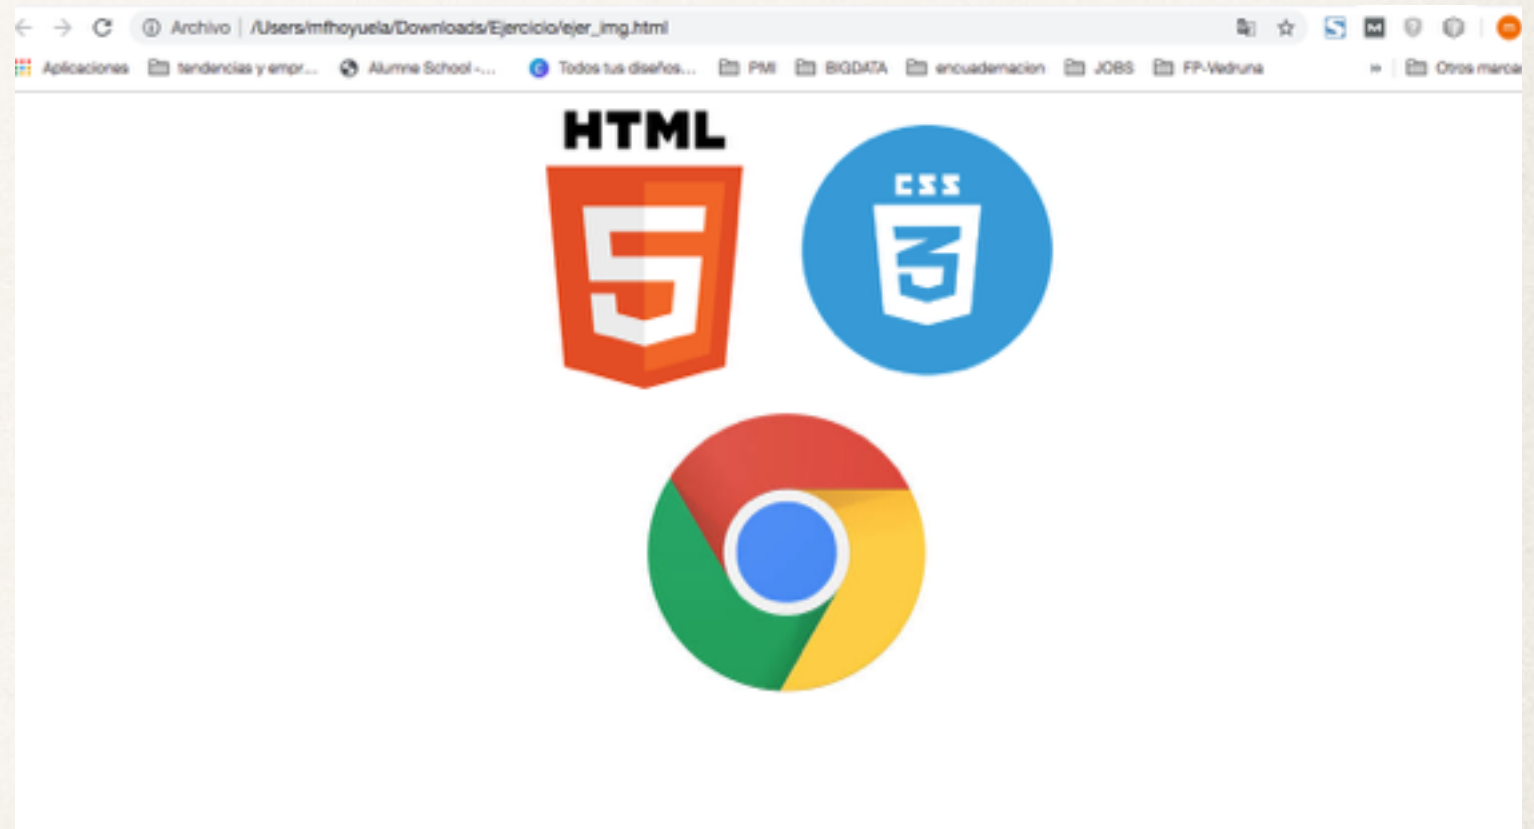 Archivo | /Users/mfhoyuela/Downloads/Ejercicio/ejer_img.html
Aplicaciones tendencias y empr... Alumne School -... Todos tus diseños... PMI BIGDATA encuadernacion JOBS FP-Vedruna » Otros marca
HTML
CSS
5
3